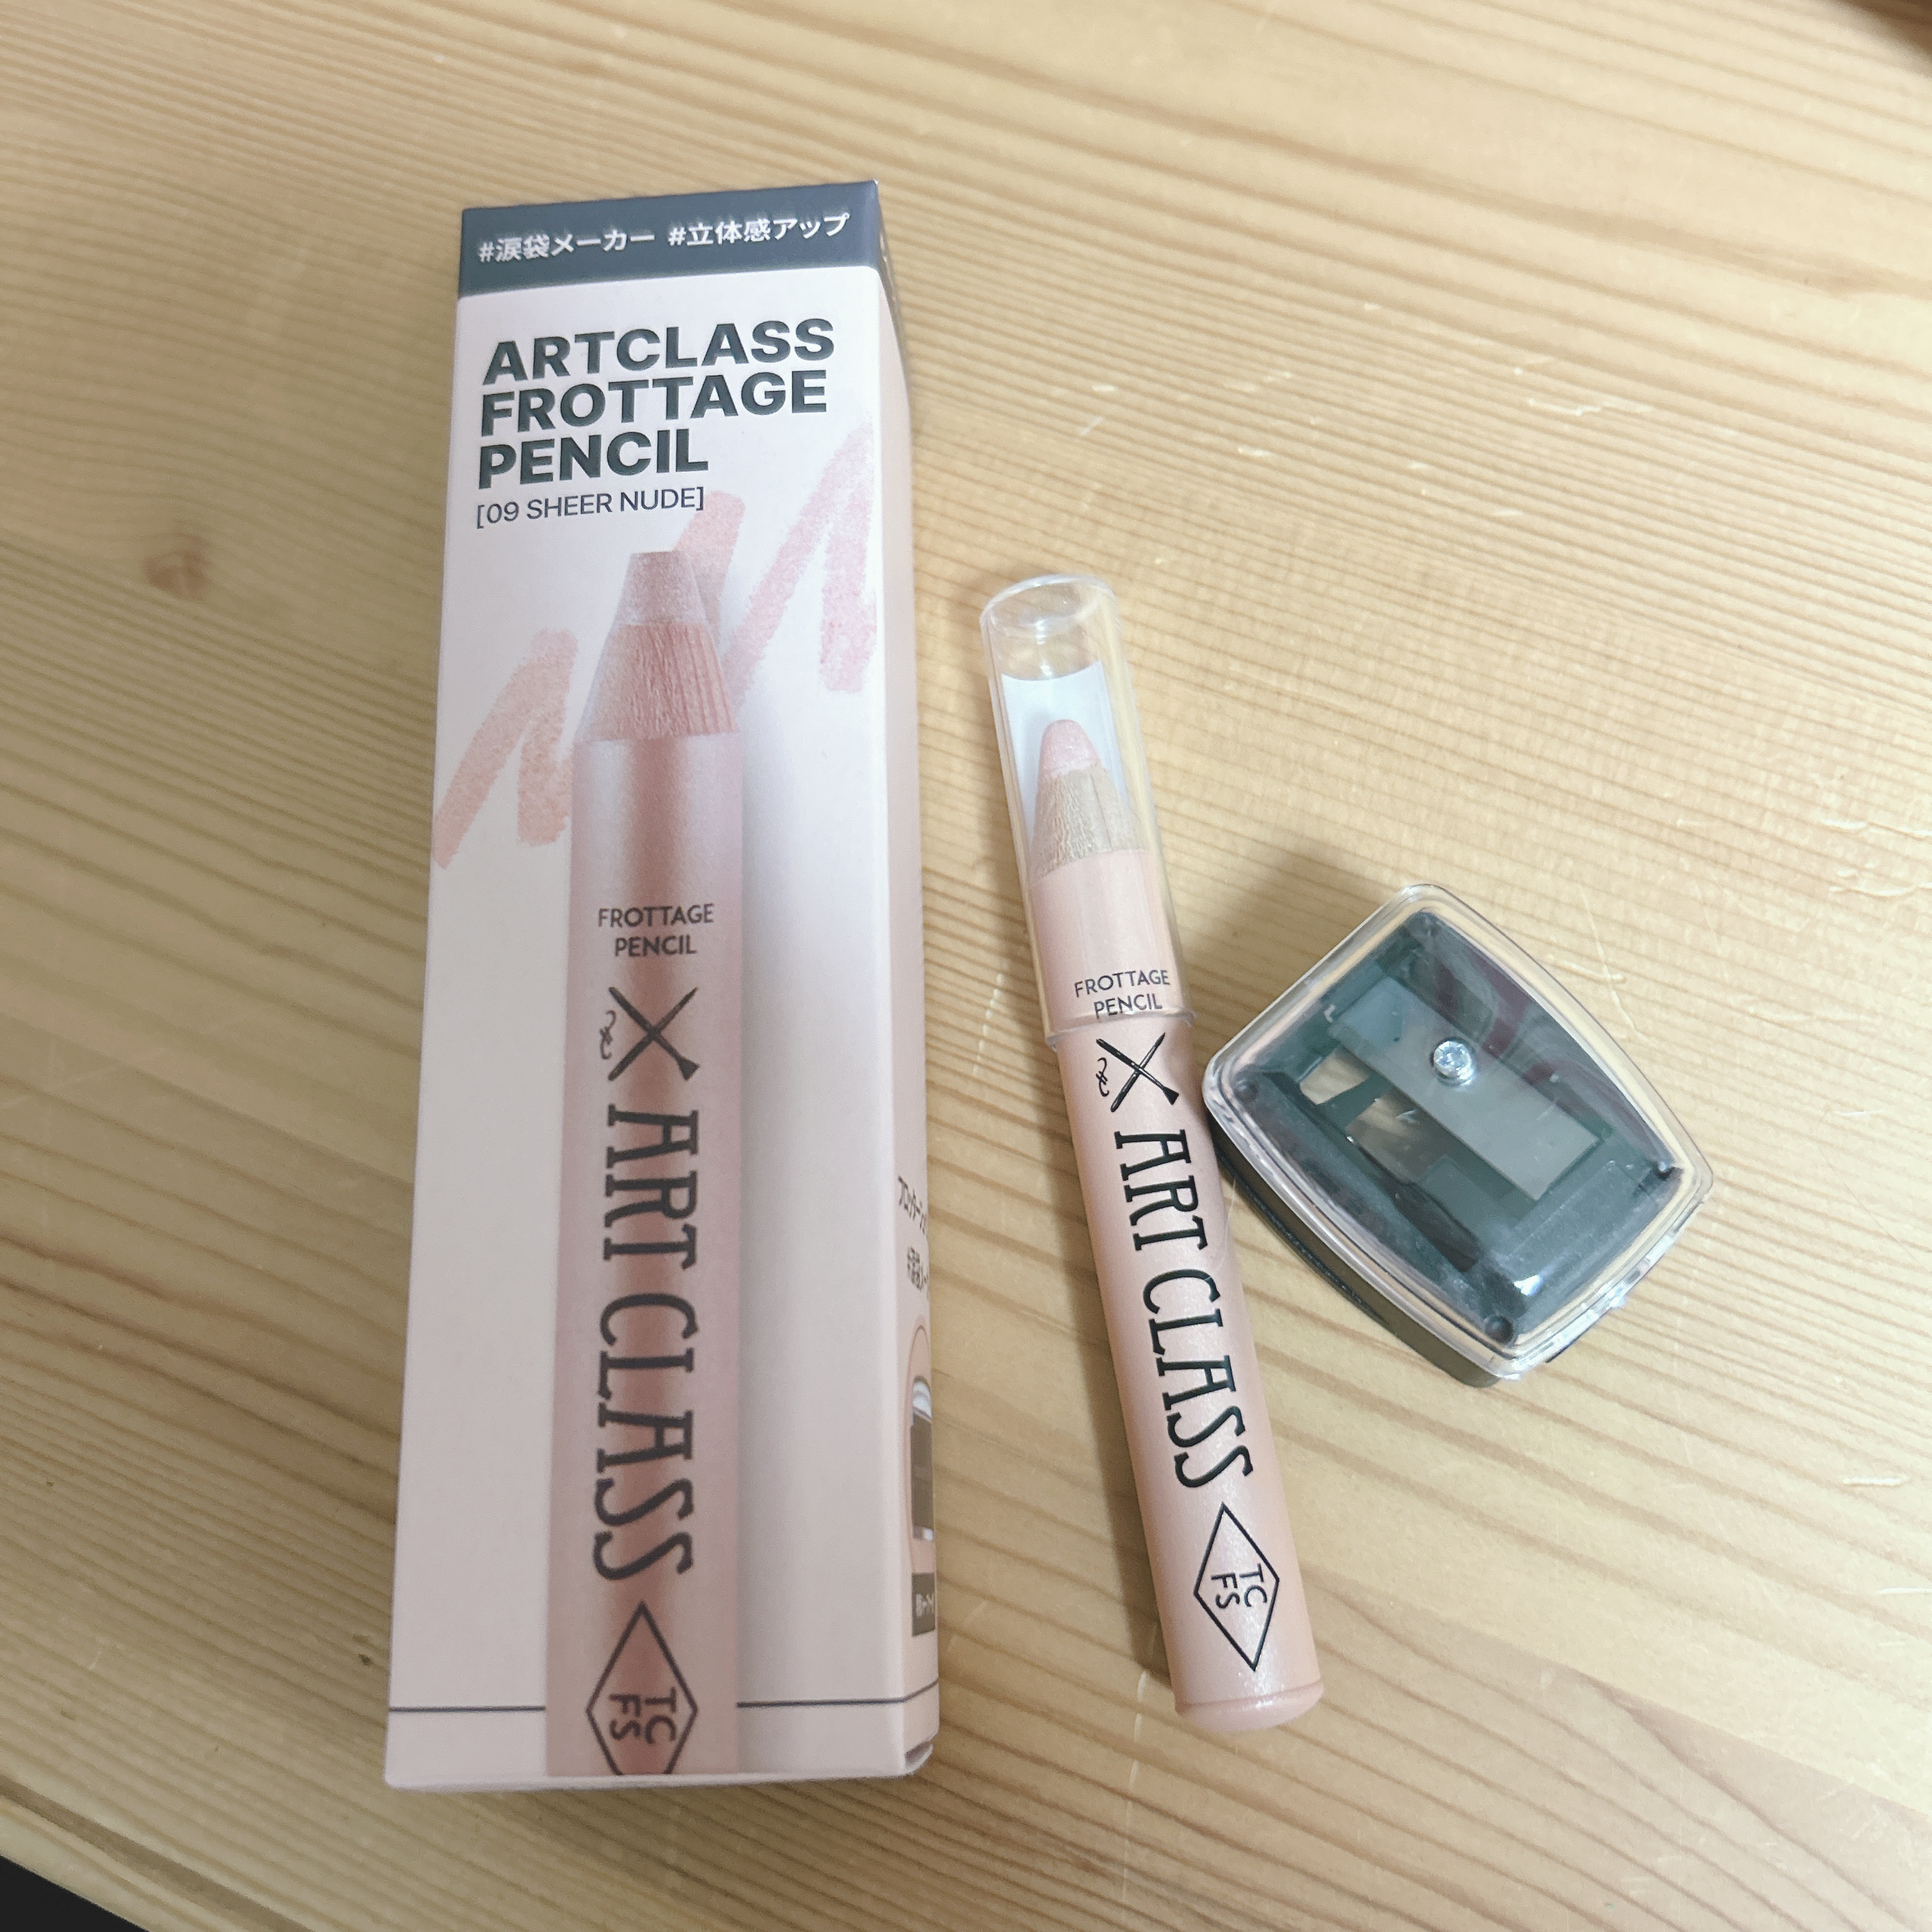 #涙袋メーカー #立体感アップ
ARTCLASS
FROTTAGE
PENCIL
[09 SHEER NUDE]
FROTTAGE
PENCIL
ART CLASS
TC
FS
FROTTAGE
PENCIL
ART CLASS
TC
FS